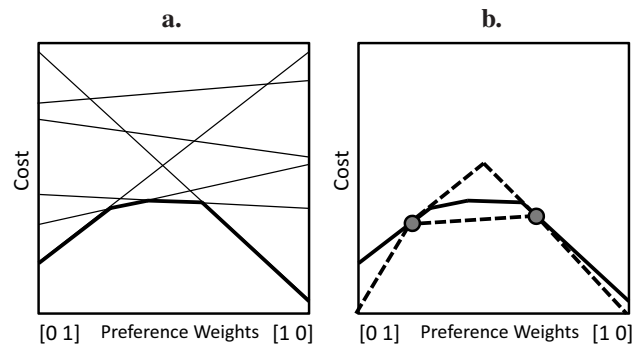 a.
Cost
[0 1] Preference Weights [1 0]
b.
Cost
[0 1] Preference Weights [1 0]